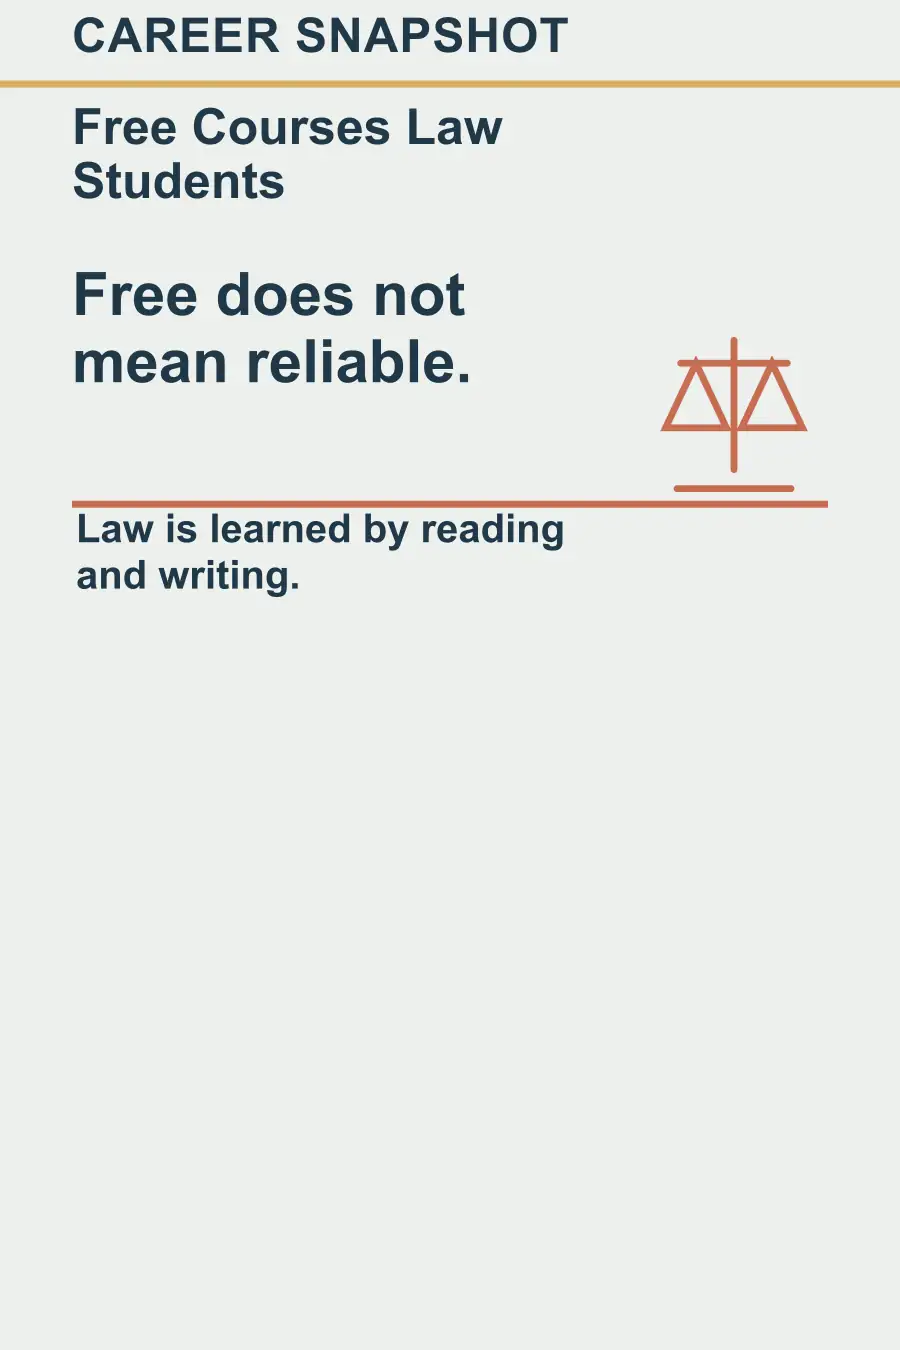 CAREER SNAPSHOT
Free Courses Law
Students
Free does not
mean reliable.
Law is learned by reading
and writing.